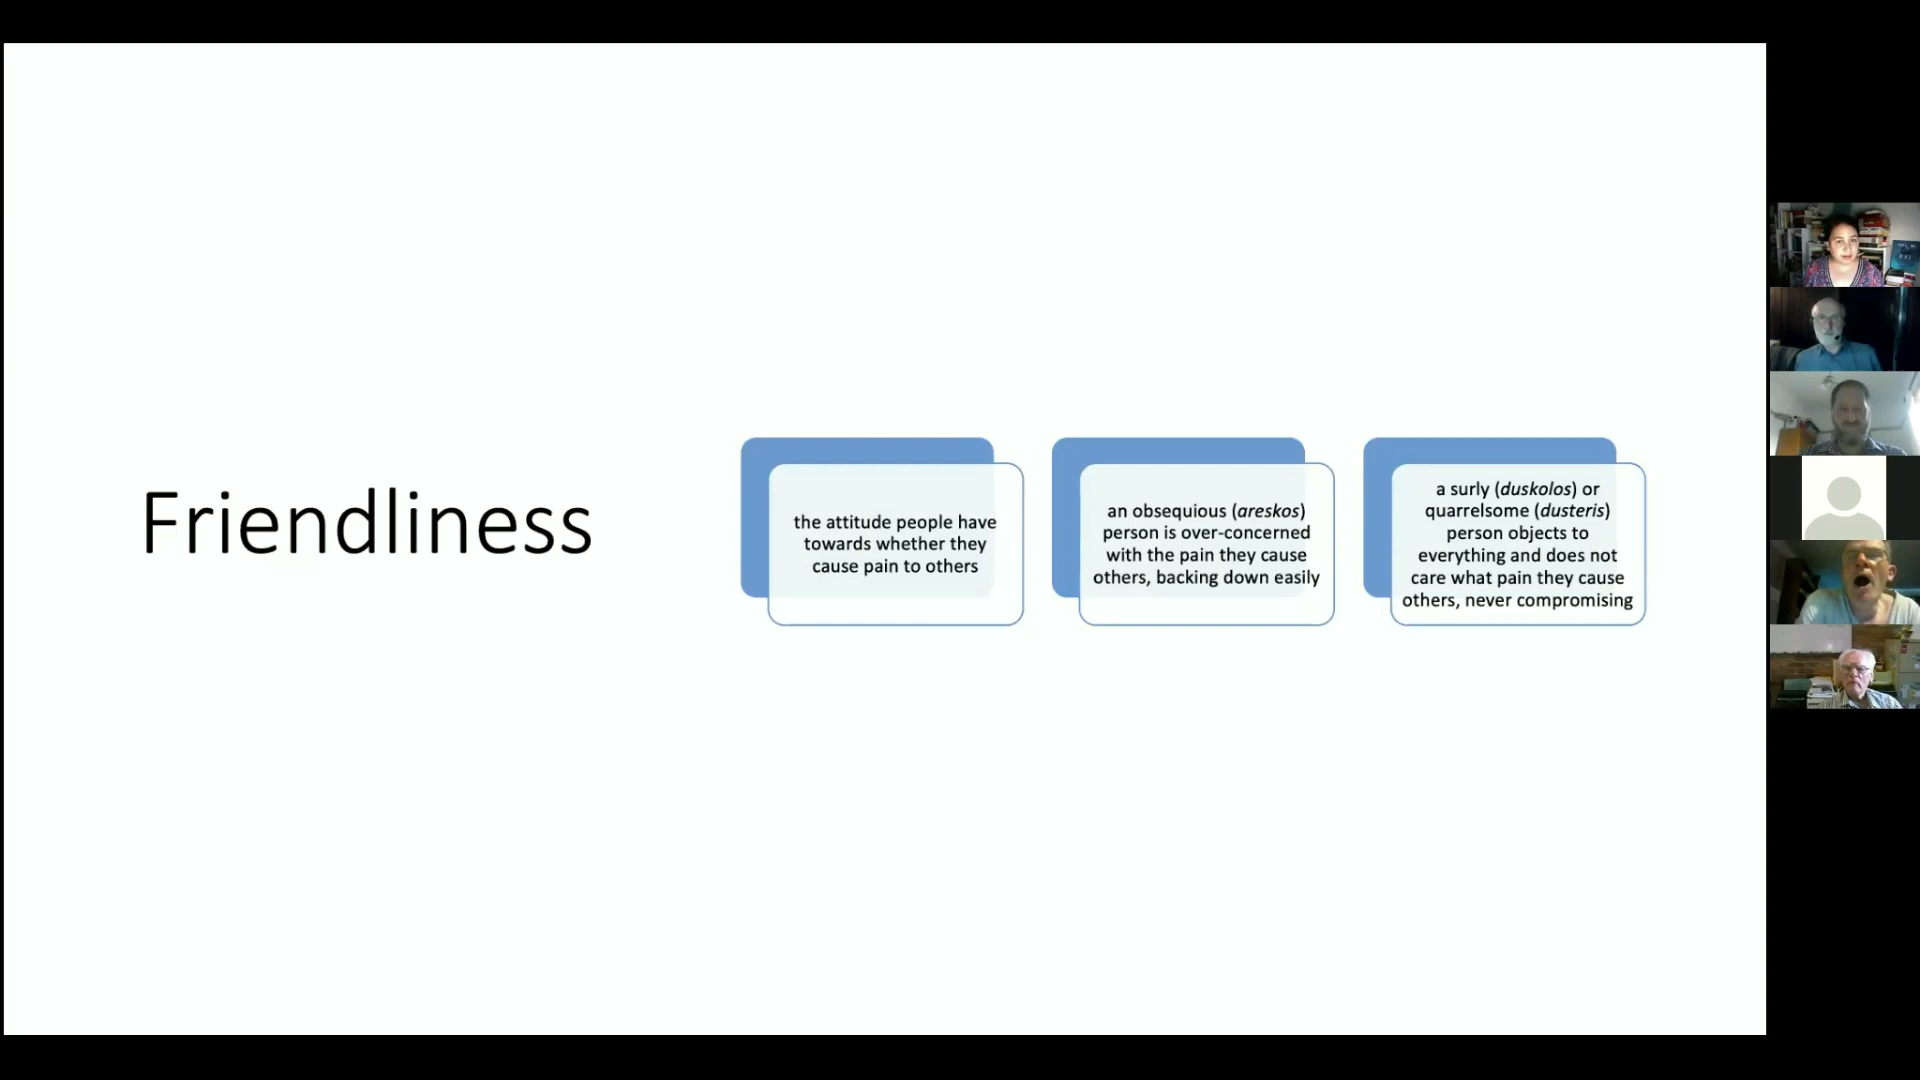 Friendliness
the attitude people have
towards whether they
cause pain to others
an obsequious (areskos)
person is over-concerned
with the pain they cause
others, backing down easily
a surly (duskolos) or
quarrelsome (dusteris)
person objects to
everything and does not
care what pain they cause
others, never compromising